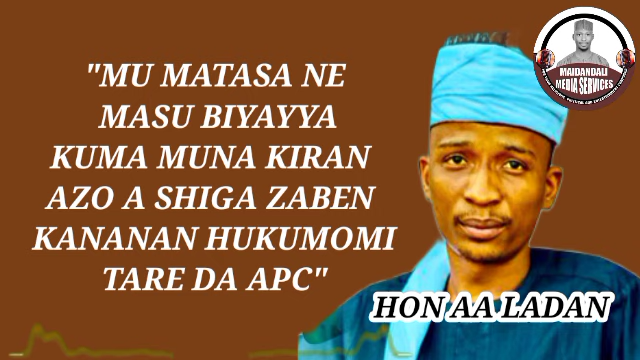 "MU MATASA NE
MASU BIYAYYA
KUMA MUNA KIRAN
AZO A SHIGA ZABEN
KANANAN HUKUMOMI
TARE DA APC"
HON AA LADAN
MAIDANDALI
MEDIA SERVICES